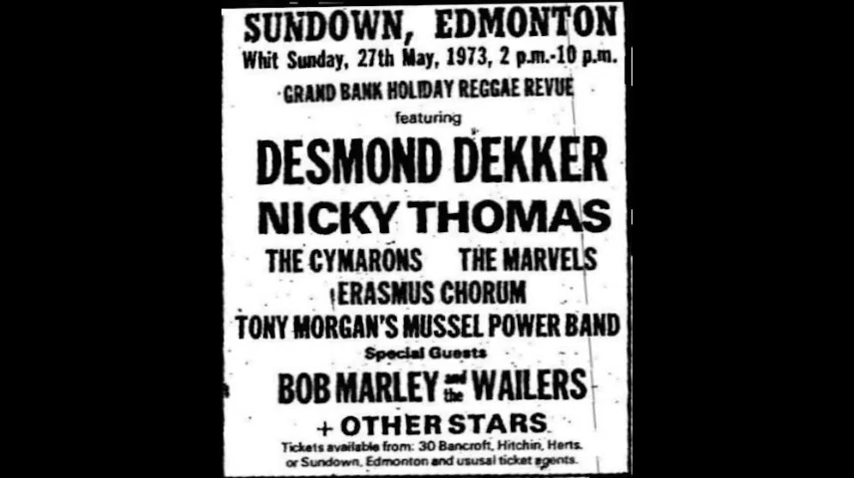 SUNDOWN, EDMONTON
Whit Sunday, 27th May, 1973, 2 p.m.-10 p.m.
GRAND BANK HOLIDAY REGGAE REVUE
featuring
DESMOND DEKKER
NICKY THOMAS
THE CYMARONS THE MARVELS
ERASMUS CHORUM
TONY MORGAN'S MUSSEL POWER BAND
Special Guests
BOB MARLEY and the WAILERS
+ OTHER STARS
Tickets available from: 30 Bancroft, Hitchin, Herts.
or Sundown, Edmonton and ususal ticket agents.